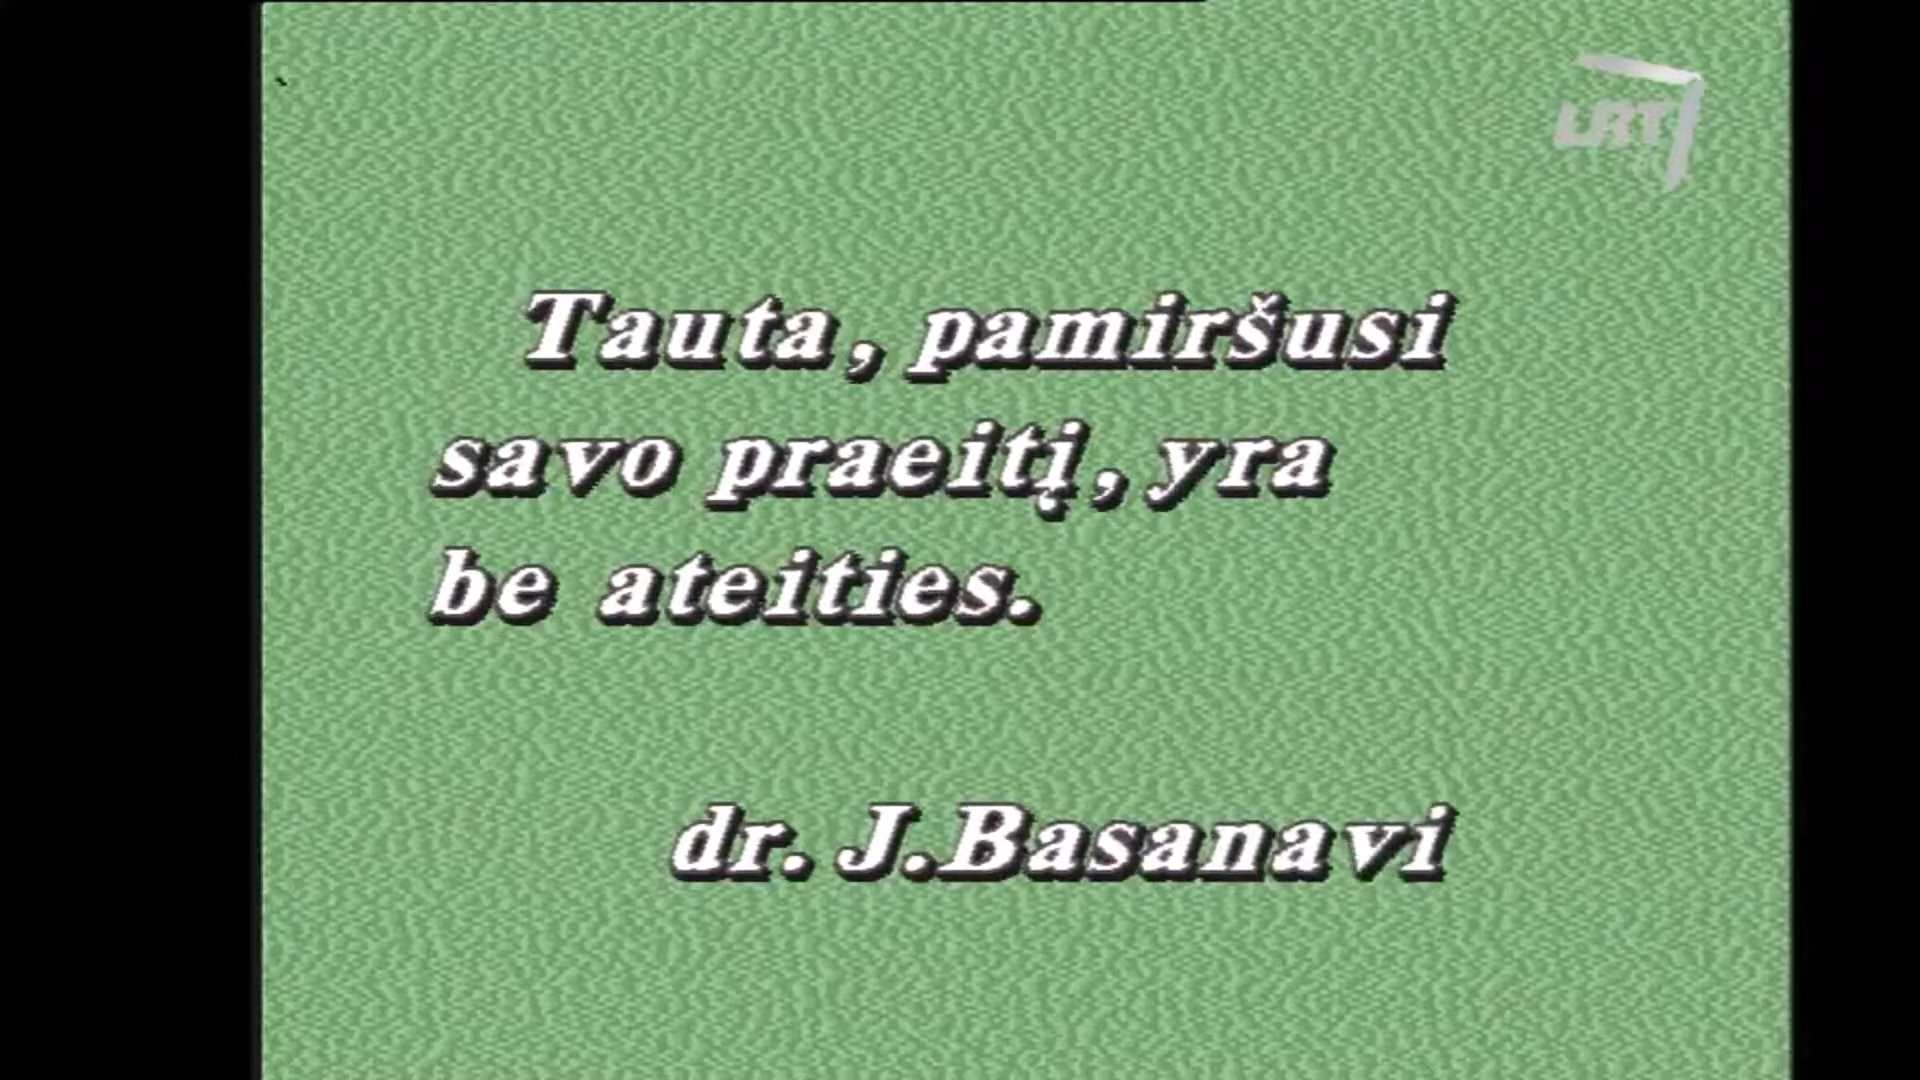 LRT
Tauta, pamiršusi
savo praeitį, yra
be ateities.
dr. J.Basanavi